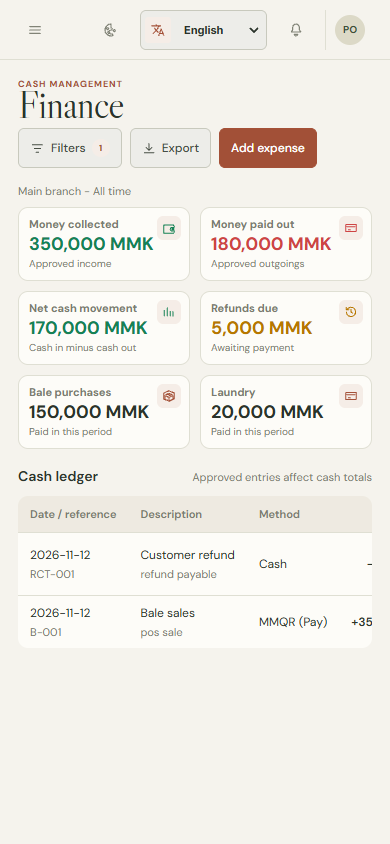 English
PO
CASH MANAGEMENT
Finance
Filters 1
Export
Add expense
Main branch - All time
Money collected
350,000 MMK
Approved income
Money paid out
180,000 MMK
Approved outgoings
Net cash movement
170,000 MMK
Cash in minus cash out
Refunds due
5,000 MMK
Awaiting payment
Bale purchases
150,000 MMK
Paid in this period
Laundry
20,000 MMK
Paid in this period
Cash ledger
Approved entries affect cash totals
Date / reference Description Method
2026-11-12 Customer refund Cash -
RCT-001 refund payable
2026-11-12 Bale sales MMQR (Pay) +35
B-001 pos sale